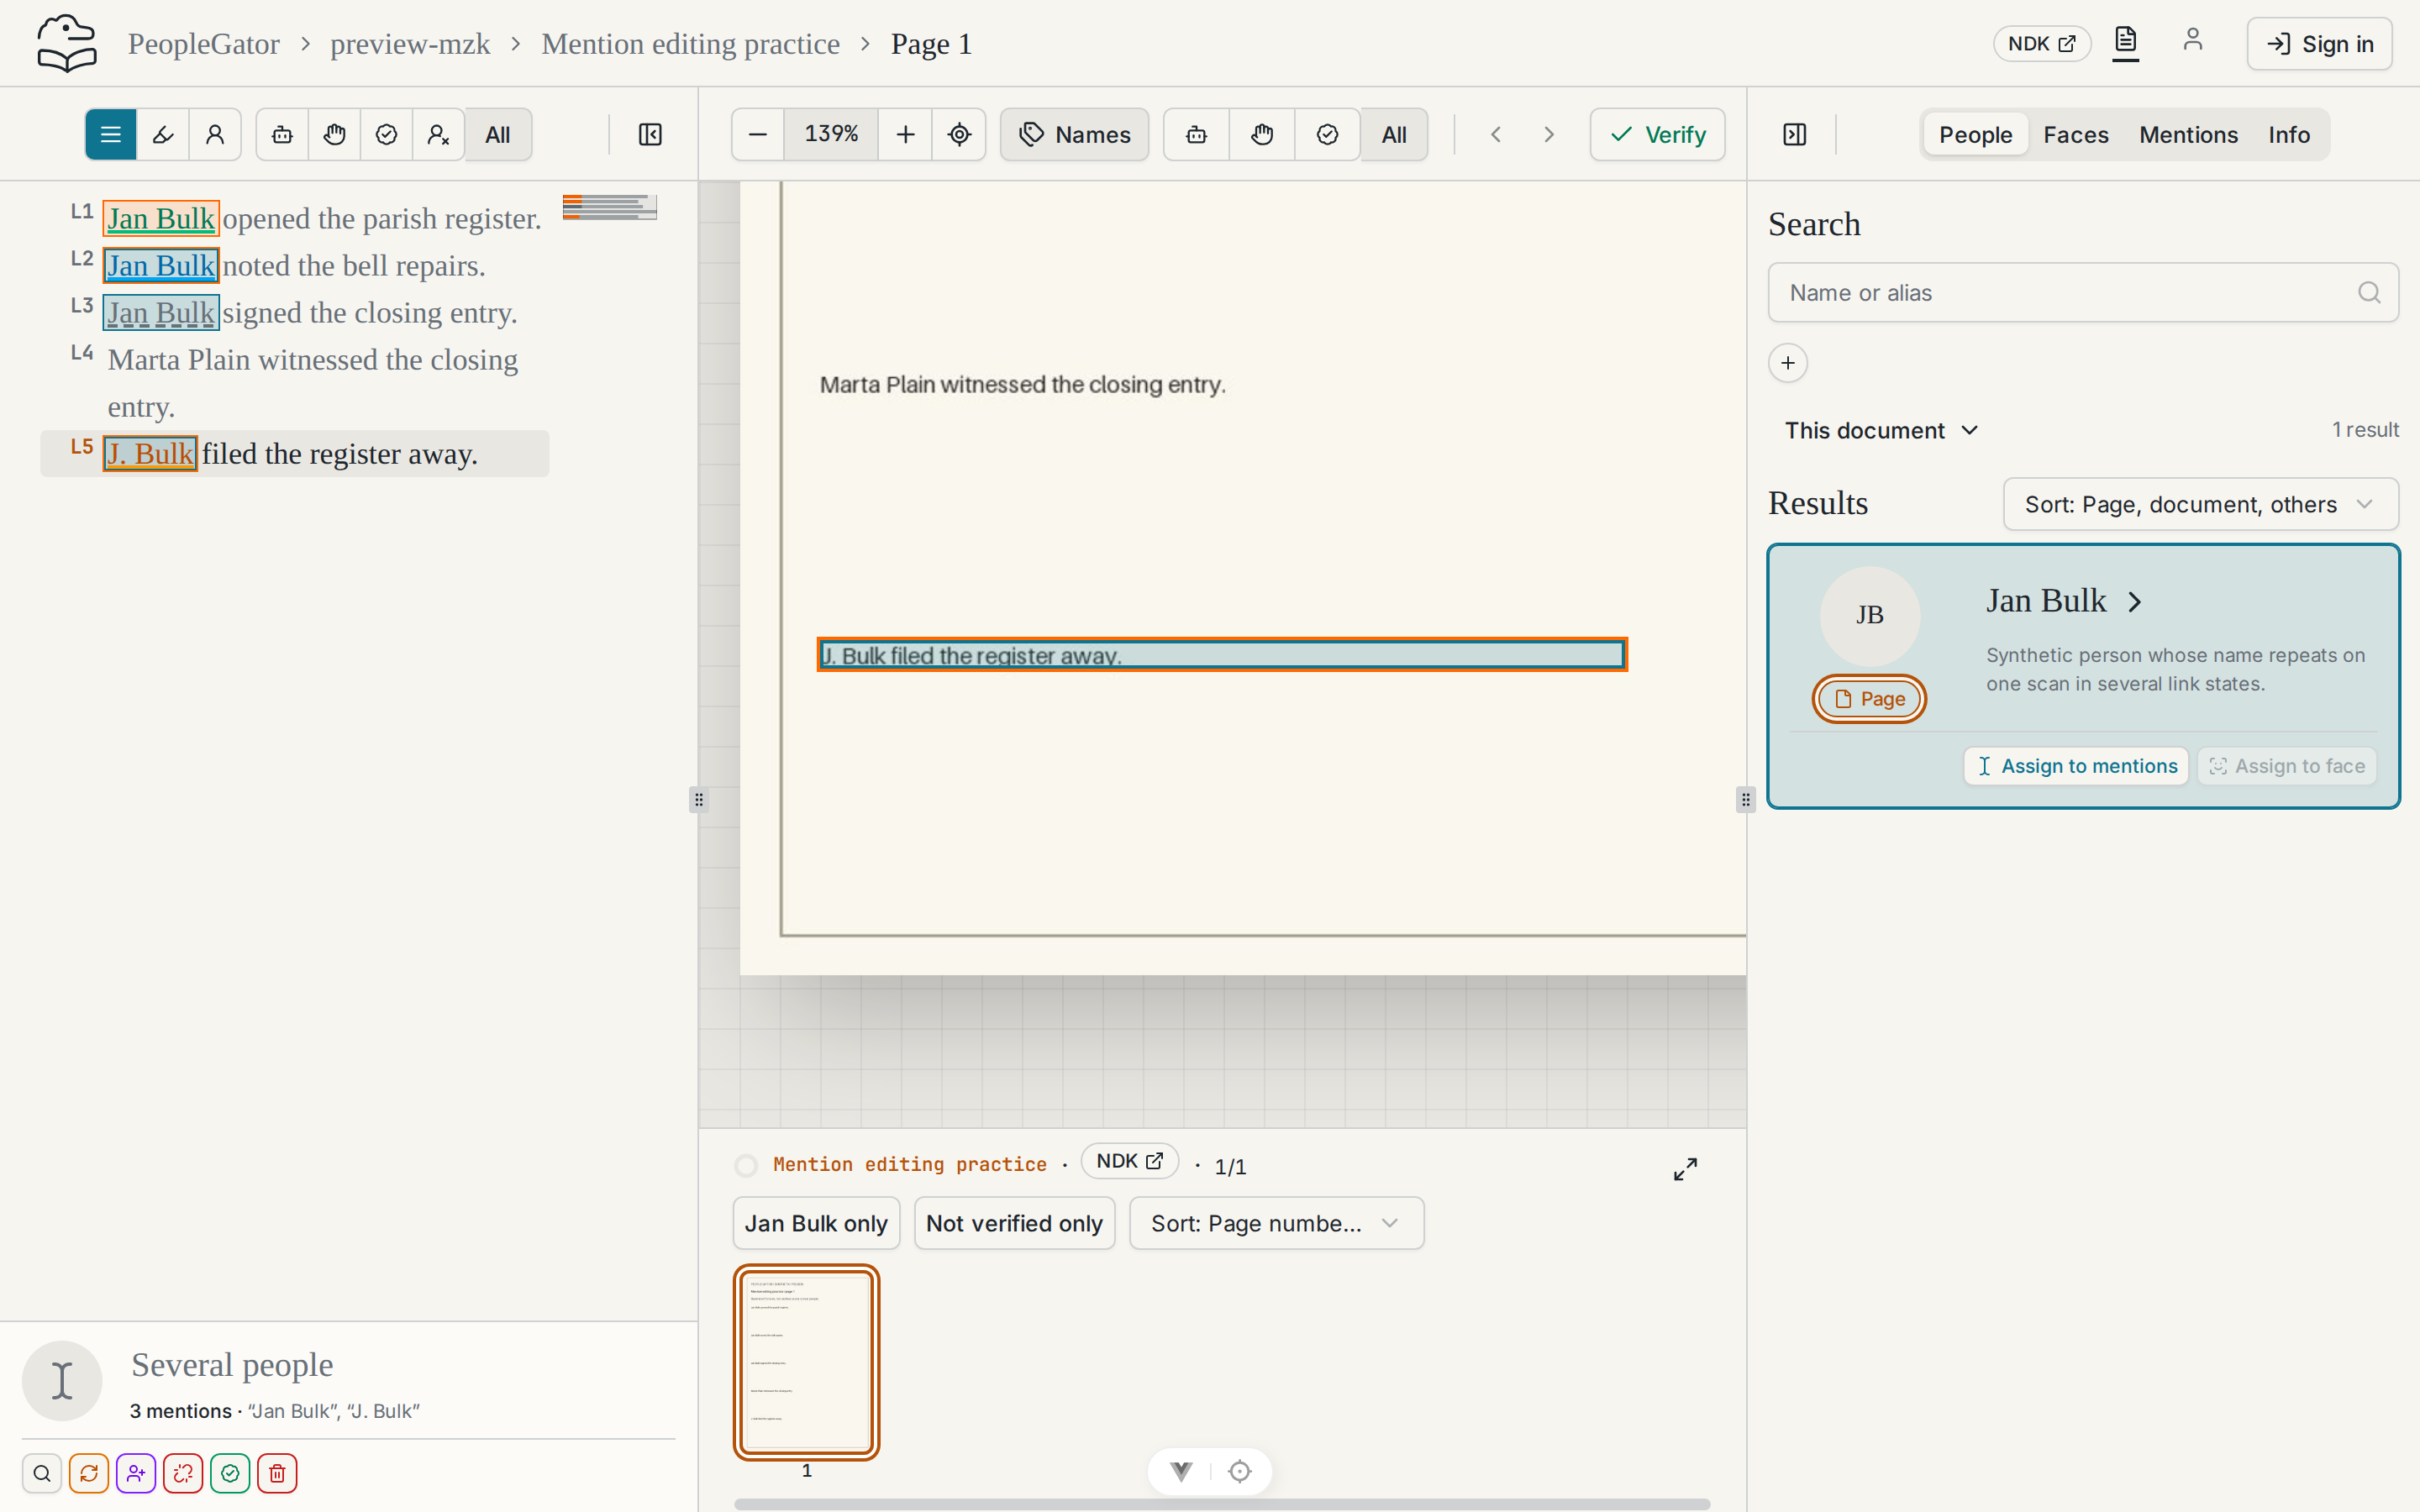 PeopleGator > preview-mzk > Mention editing practice > Page 1
NDK
Sign in
All
139%
Names
All
Verify
People
Faces
Mentions
Info
L1 Jan Bulk opened the parish register.
L2 Jan Bulk noted the bell repairs.
L3 Jan Bulk signed the closing entry.
L4 Marta Plain witnessed the closing
entry.
L5 J. Bulk filed the register away.
Several people
3 mentions · “Jan Bulk”, “J. Bulk”
Marta Plain witnessed the closing entry.
J. Bulk filed the register away.
Mention editing practice · NDK · 1/1
Jan Bulk only
Not verified only
Sort: Page numbe...
1
Search
Name or alias
This document
1 result
Results
Sort: Page, document, others
JB
Jan Bulk
Synthetic person whose name repeats on
one scan in several link states.
Page
Assign to mentions
Assign to face